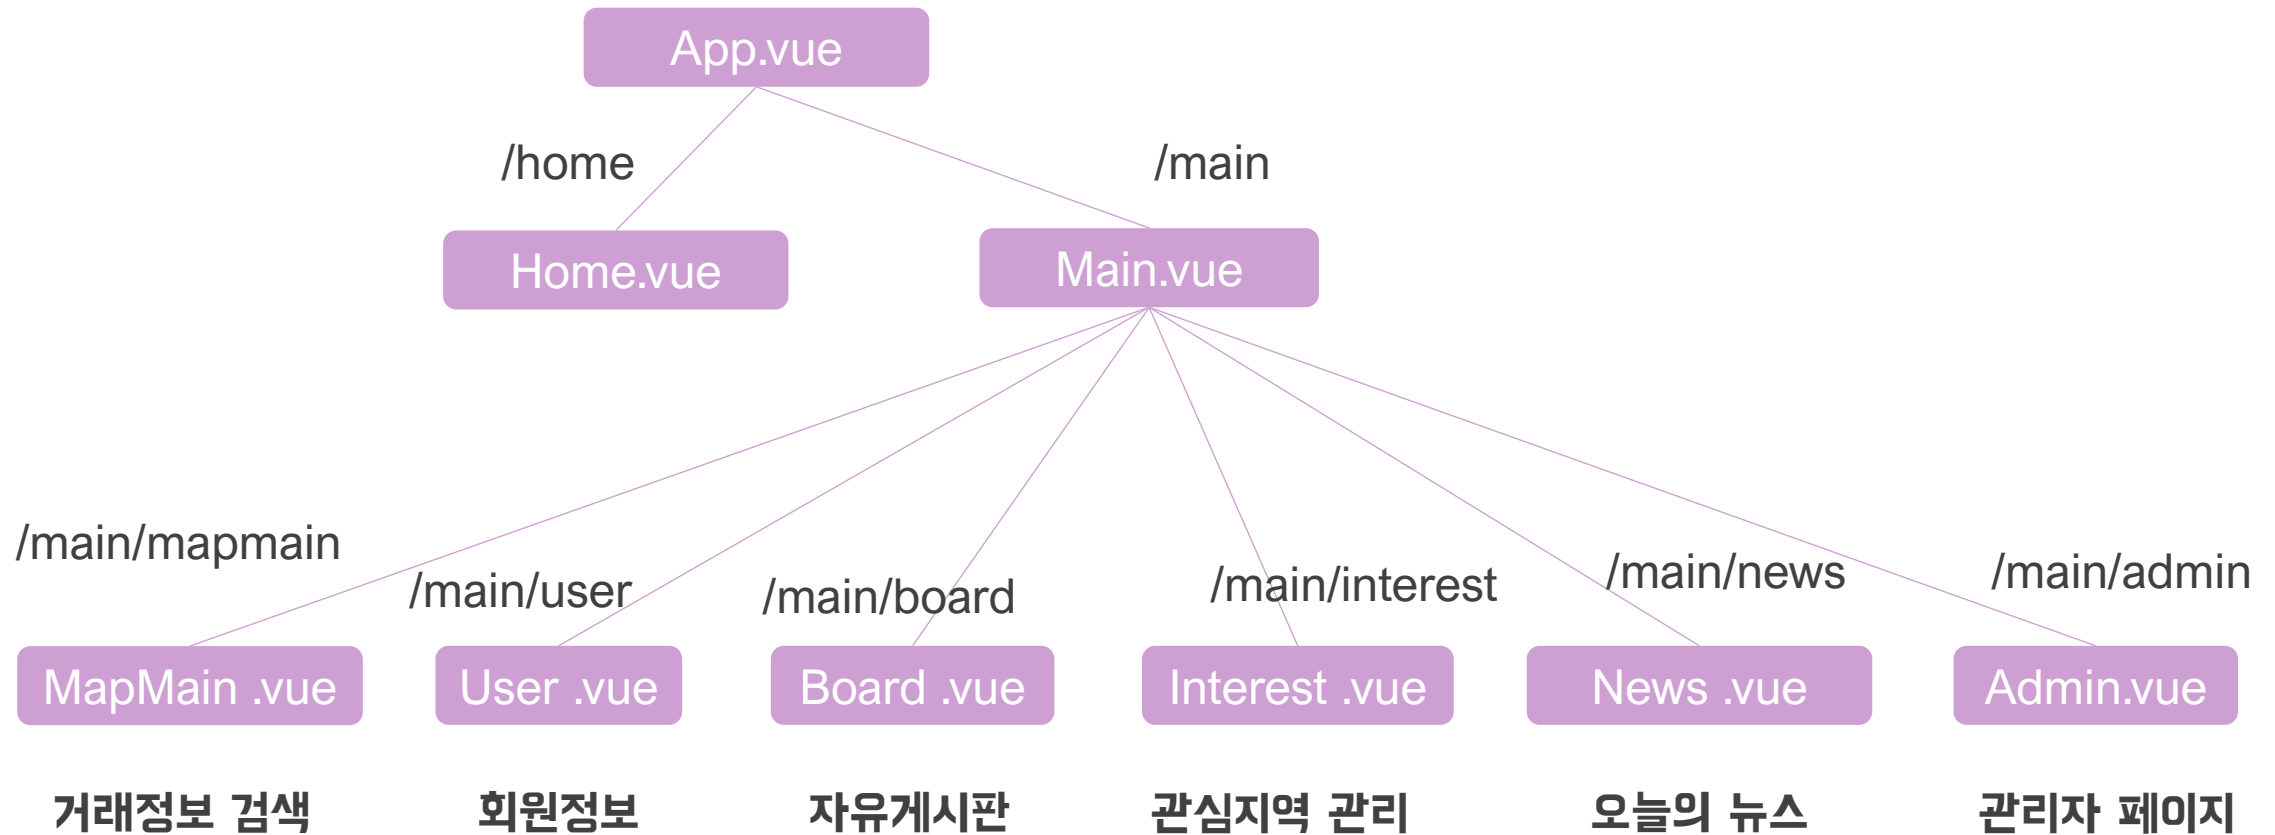 App.vue
/home
/main
Home.vue
Main.vue
/main/mapmain
/main/user
/main/board
/main/interest
/main/news
/main/admin
MapMain .vue
User .vue
Board .vue
Interest .vue
News .vue
Admin.vue
거래정보 검색
회원정보
자유게시판
관심지역 관리
오늘의 뉴스
관리자 페이지